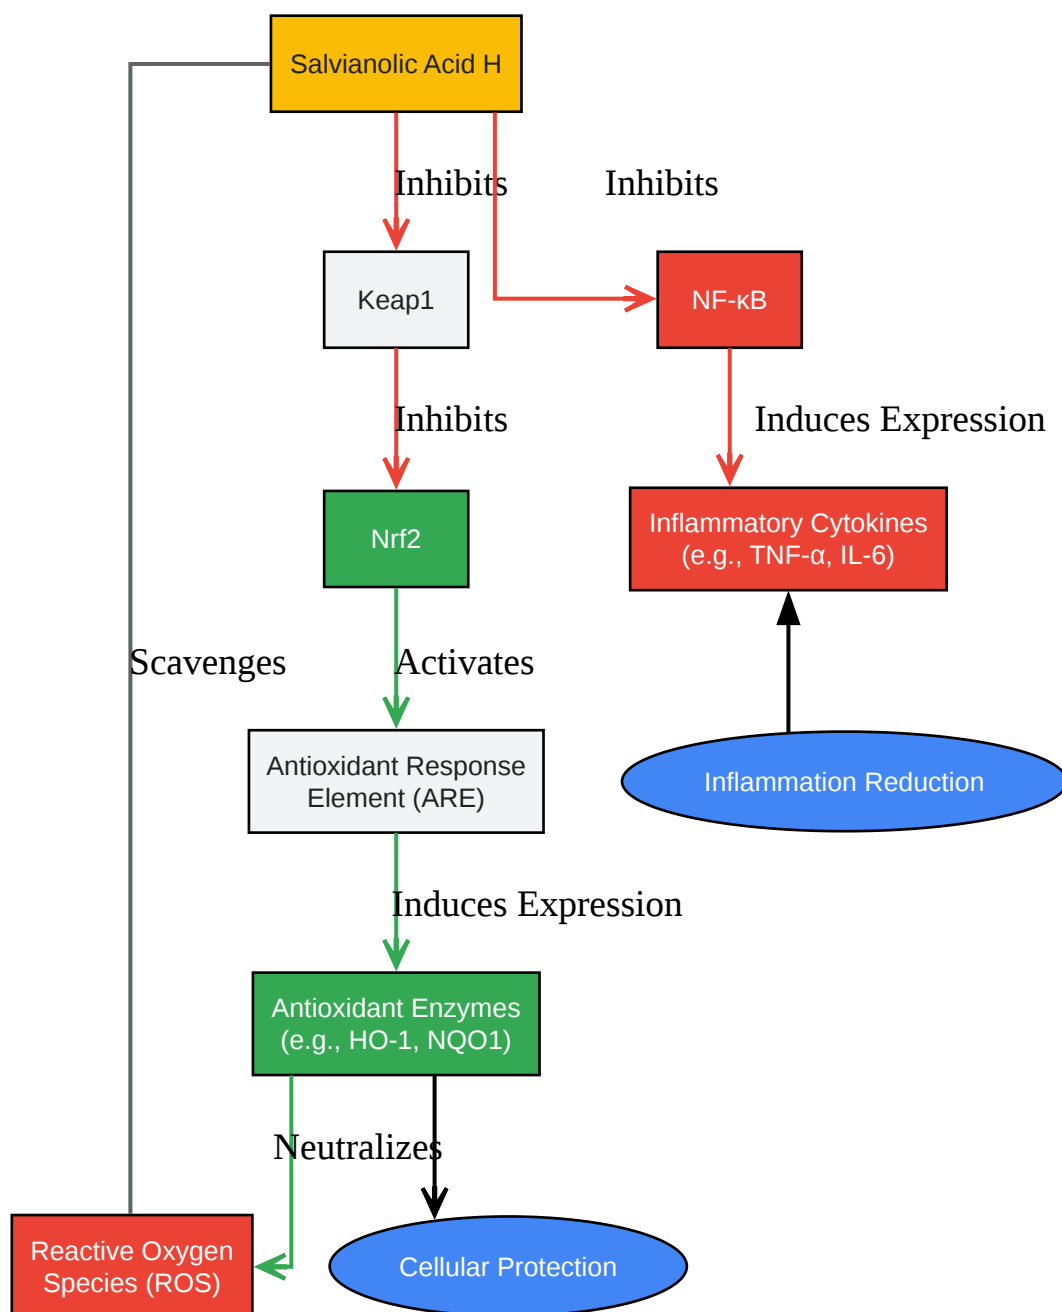 Salvianolic Acid H
Inhibits
Inhibits
Keap1
NF-κB
Inhibits
Induces Expression
Nrf2
Inflammatory Cytokines
(e.g., TNF-α, IL-6)
Scavenges
Activates
Antioxidant Response
Element (ARE)
Inflammation Reduction
Induces Expression
Antioxidant Enzymes
(e.g., HO-1, NQO1)
Neutralizes
Reactive Oxygen
Species (ROS)
Cellular Protection